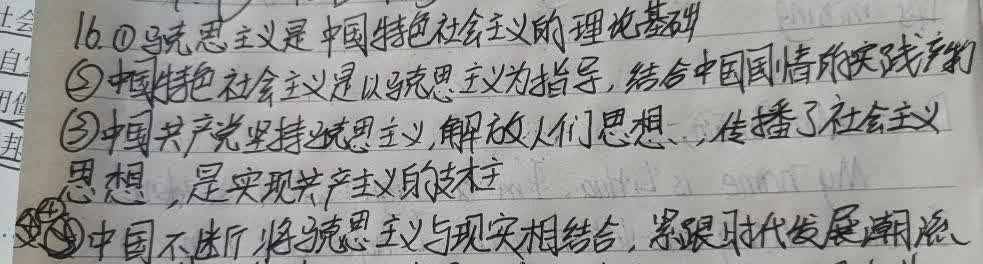 16.①马克思主义是中国特色社会主义的理论基础
②中国特色社会主义是以马克思主义为指导,结合中国国情的实践产物
③中国共产党坚持马克思主义,解放人们思想,传播了社会主义
思想,是实现共产主义的支柱
④中国不断将马克思主义与现实相结合,紧跟时代发展潮流